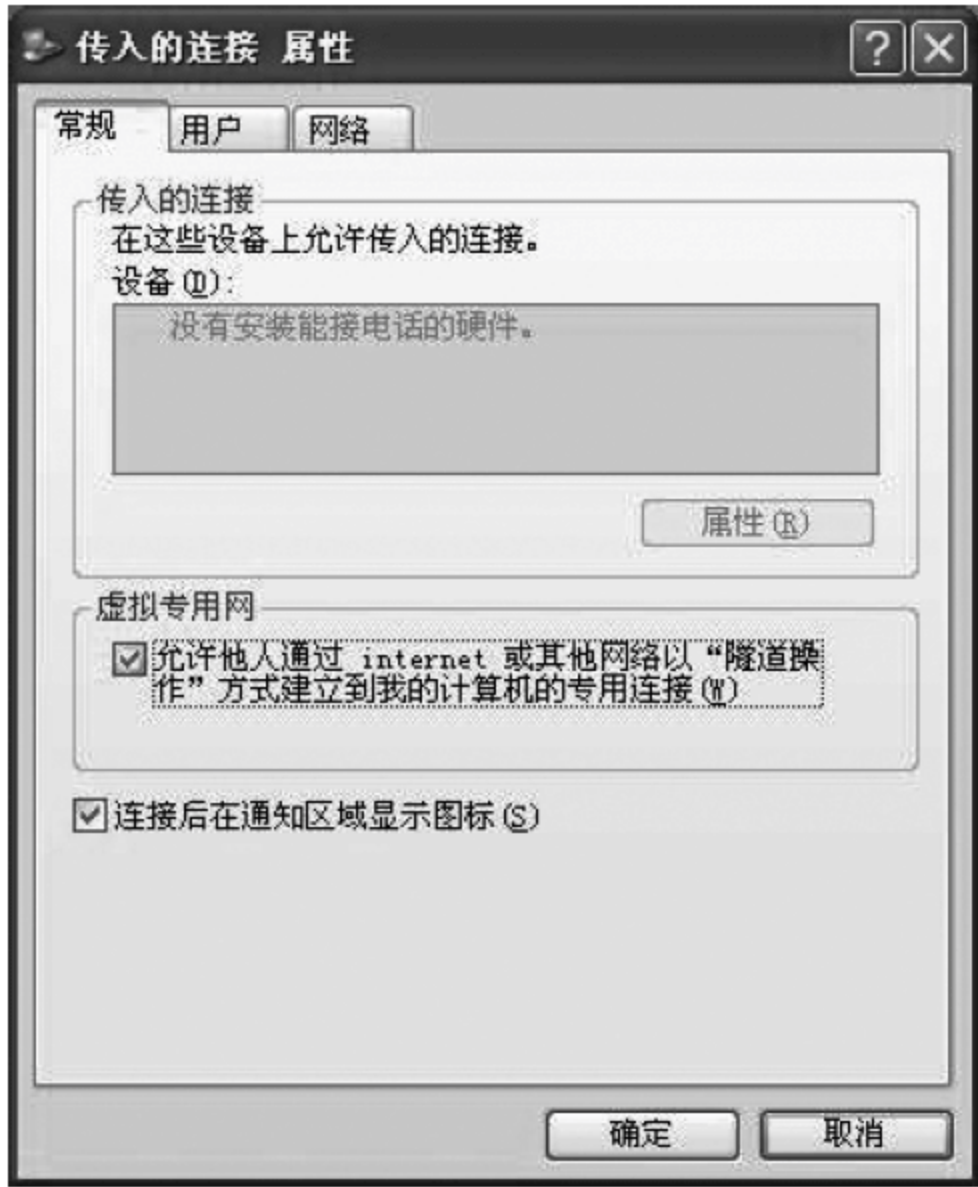 传入的连接 属性
常规
用户
网络
传入的连接
在这些设备上允许传入的连接。
设备(D):
没有安装能接电话的硬件。
属性(R)
虚拟专用网
允许他人通过 internet 或其他网络以“隧道操
作”方式建立到我的计算机的专用连接(W)
连接后在通知区域显示图标(S)
确定
取消